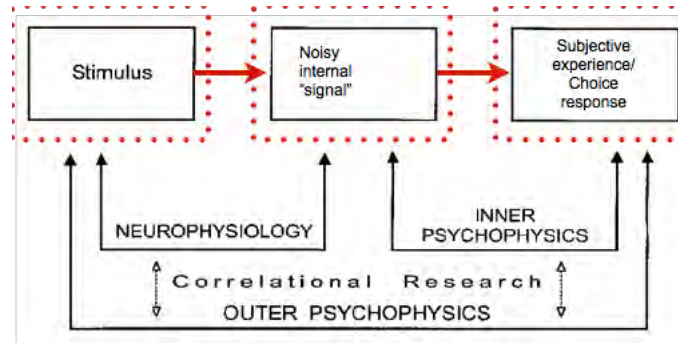 Stimulus
Noisy
internal
"signal"
Subjective
experience/
Choice
response
NEUROPHYSIOLOGY
INNER
PSYCHOPHYSICS
Correlational Research
OUTER PSYCHOPHYSICS